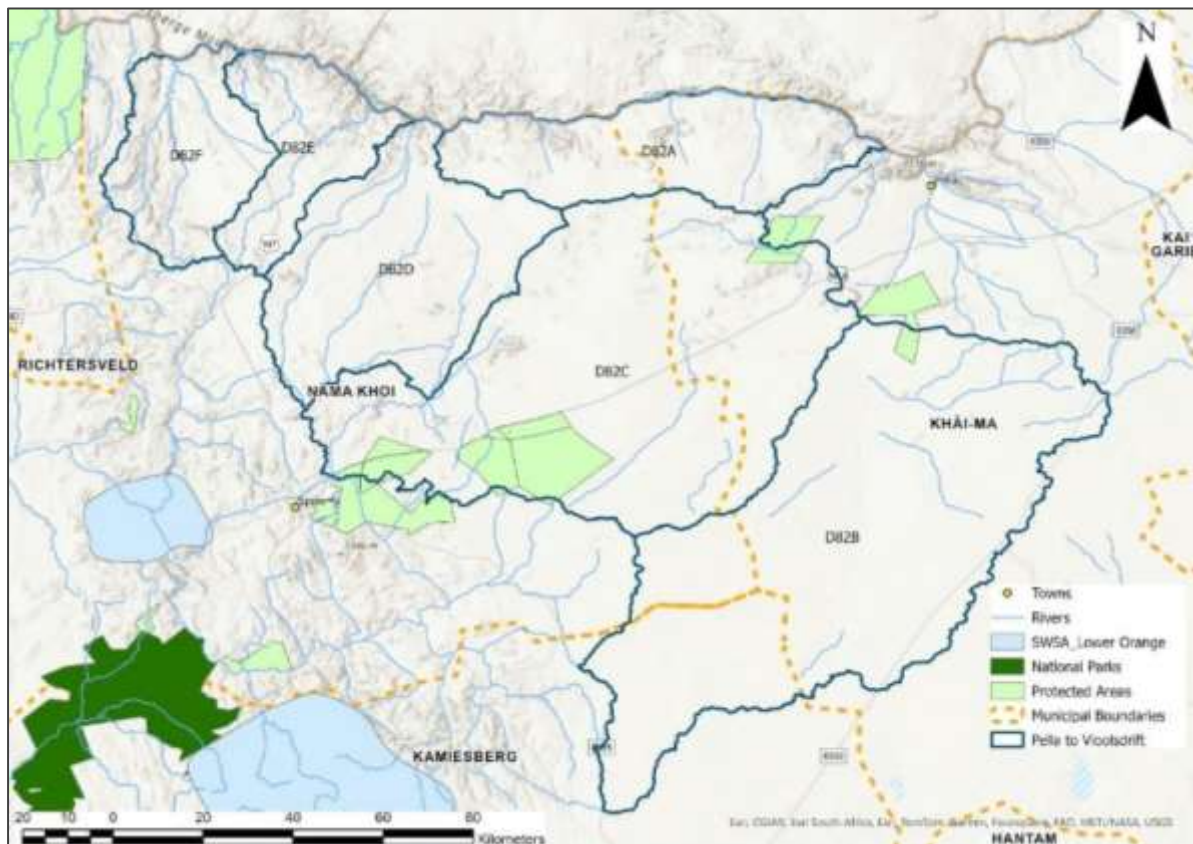 N
D82F
D82E
D82A
KAI
GARIE
D82D
RICHTERSVELD
NAMA KHOI
D82C
KHÂI-MA
D82B
Towns
Rivers
SWSA_Lower Orange
National Parks
Protected Areas
Municipal Boundaries
Pella to Vioolsdrift
KAMIESBERG
20 10 0 20 40 60 80
Kilometers
HANTAM